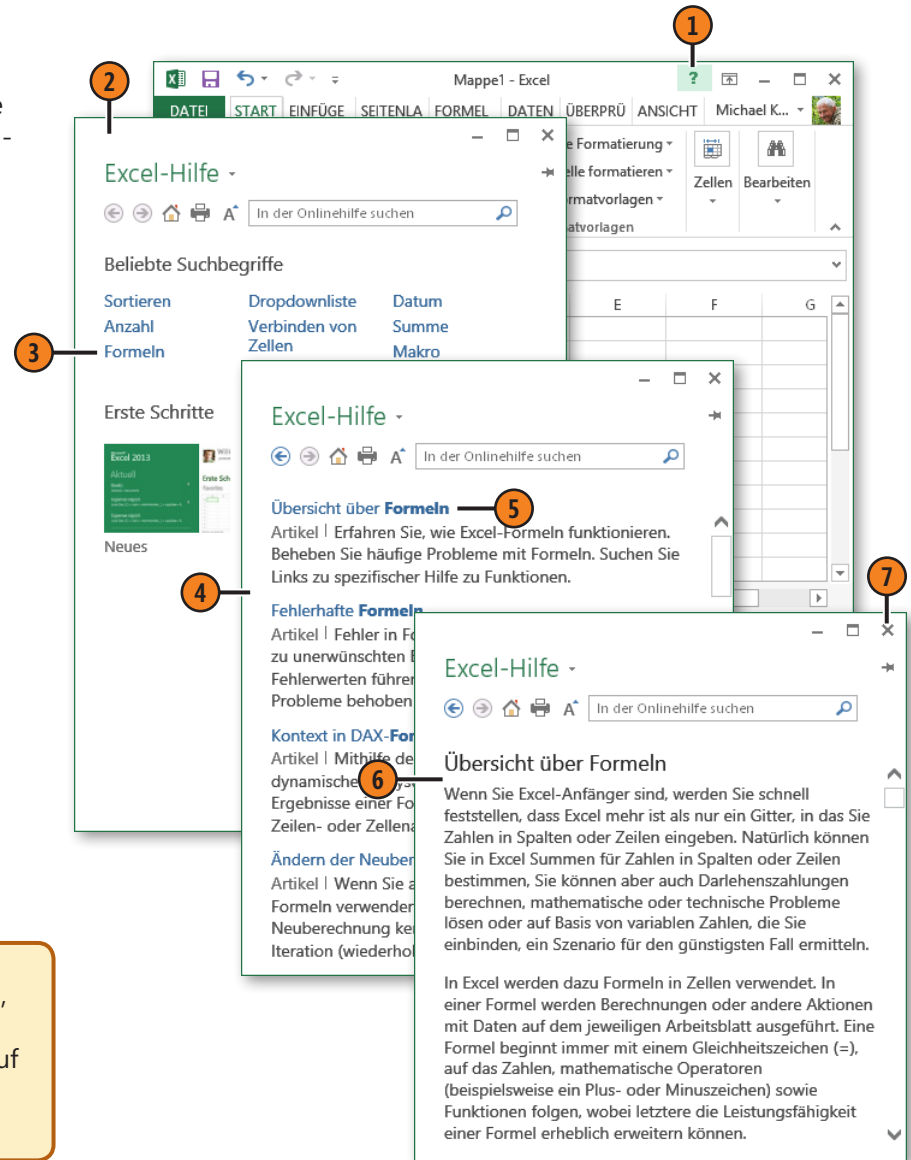 1
2
Mappe1 - Excel
?
DATEI START EINFÜGE SEITENLA FORMEL DATEN ÜBERPRÜ ANSICHT Michael K...
e Formatierung
elle formatieren
rmatvorlagen
atvorlagen
Zellen Bearbeiten
E F G
Excel-Hilfe
In der Onlinehilfe suchen
Beliebte Suchbegriffe
Sortieren Dropdownliste Datum
Anzahl Verbinden von Summe
3
Formeln Zellen Makro
Erste Schritte
Excel 2013
Aktuell
Erste Sch
Neues
Excel-Hilfe
In der Onlinehilfe suchen
Übersicht über Formeln
5
Artikel | Erfahren Sie, wie Excel-Formeln funktionieren.
Beheben Sie häufige Probleme mit Formeln. Suchen Sie
Links zu spezifischer Hilfe zu Funktionen.
4
Fehlerhafte Formeln
Artikel | Fehler in Fo
zu unerwünschten E
Fehlerwerten führen
Probleme behoben
Kontext in DAX-For
Artikel | Mithilfe de
dynamische
Ergebnisse einer Fo
Zeilen- oder Zellena
Ändern der Neuber
Artikel | Wenn Sie a
Formeln verwenden
Neuberechnung ke
Iteration (wiederhol
7
Excel-Hilfe
In der Onlinehilfe suchen
6
Übersicht über Formeln
Wenn Sie Excel-Anfänger sind, werden Sie schnell
feststellen, dass Excel mehr ist als nur ein Gitter, in das Sie
Zahlen in Spalten oder Zeilen eingeben. Natürlich können
Sie in Excel Summen für Zahlen in Spalten oder Zeilen
bestimmen, Sie können aber auch Darlehenszahlungen
berechnen, mathematische oder technische Probleme
lösen oder auf Basis von variablen Zahlen, die Sie
einbinden, ein Szenario für den günstigsten Fall ermitteln.
In Excel werden dazu Formeln in Zellen verwendet. In
einer Formel werden Berechnungen oder andere Aktionen
mit Daten auf dem jeweiligen Arbeitsblatt ausgeführt. Eine
Formel beginnt immer mit einem Gleichheitszeichen (=),
auf das Zahlen, mathematische Operatoren
(beispielsweise ein Plus- oder Minuszeichen) sowie
Funktionen folgen, wobei letztere die Leistungsfähigkeit
einer Formel erheblich erweitern können.
e
-
,
uf